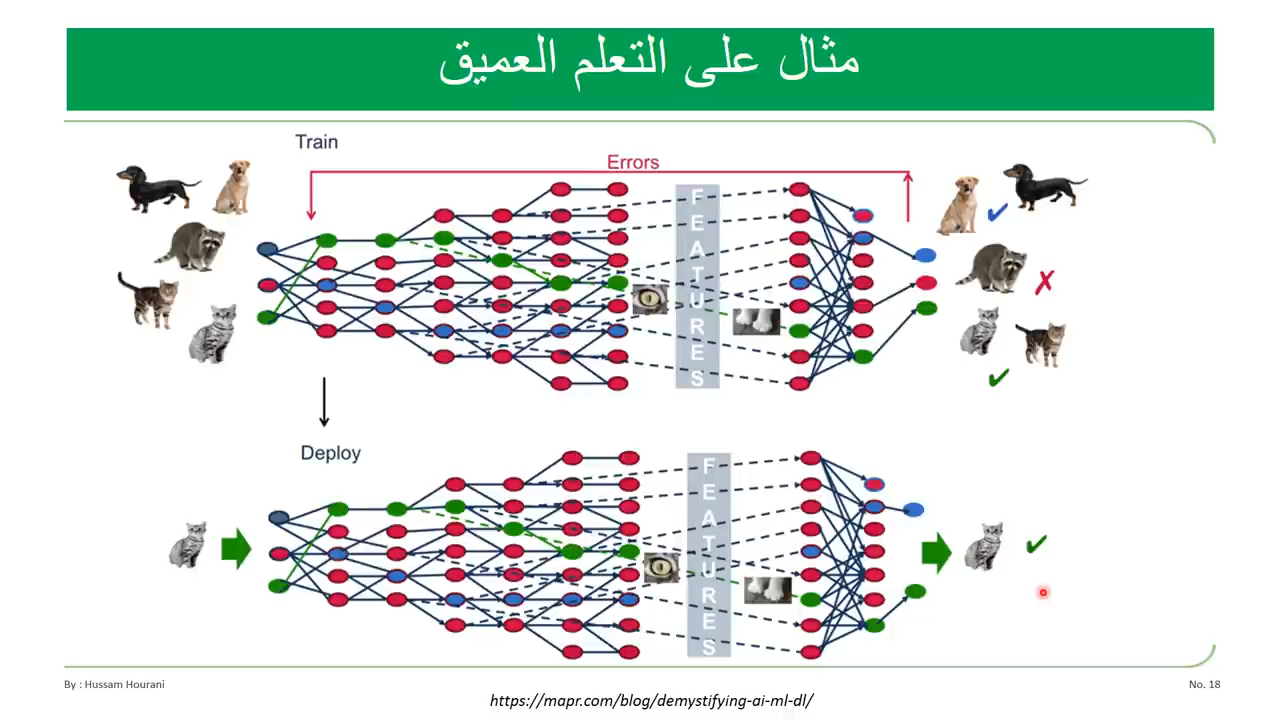 مثال على التعلم العميق
Train
Errors
FEATURES
Deploy
FEATURES
By : Hussam Hourani
No. 18
https://mapr.com/blog/demystifying-ai-ml-dl/